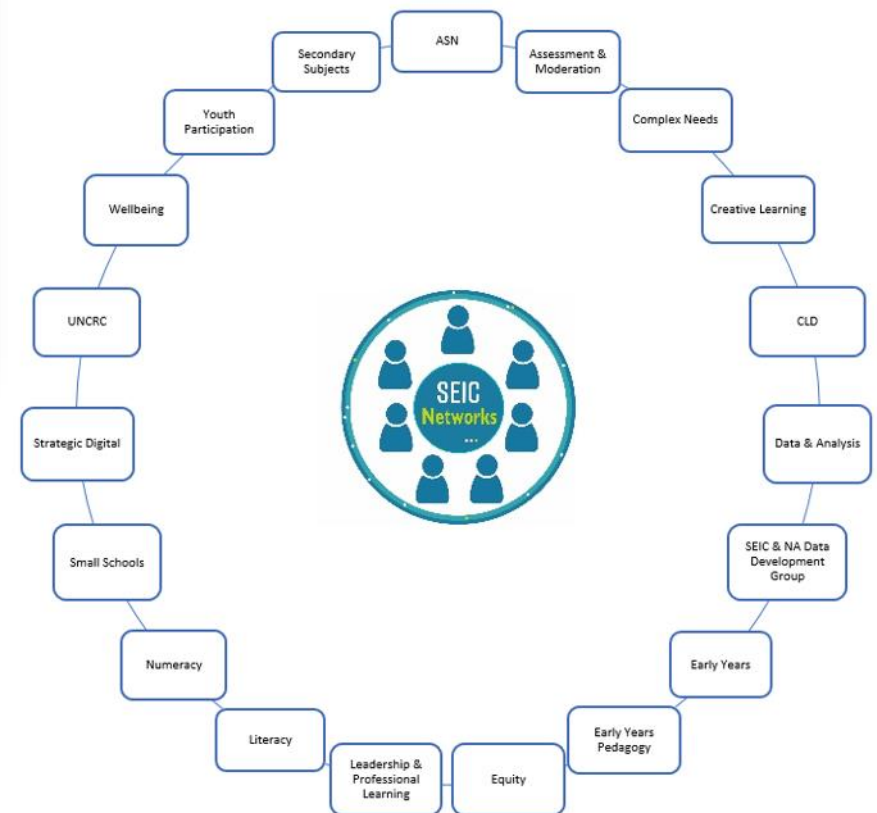 ASN
Assessment &
Moderation
Complex Needs
Creative Learning
CLD
Data & Analysis
SEIC & NA Data
Development
Group
Early Years
Early Years
Pedagogy
Equity
Leadership &
Professional
Learning
Literacy
Numeracy
Small Schools
Strategic Digital
UNCRC
Wellbeing
Youth
Participation
Secondary
Subjects
SEIC
Networks
...